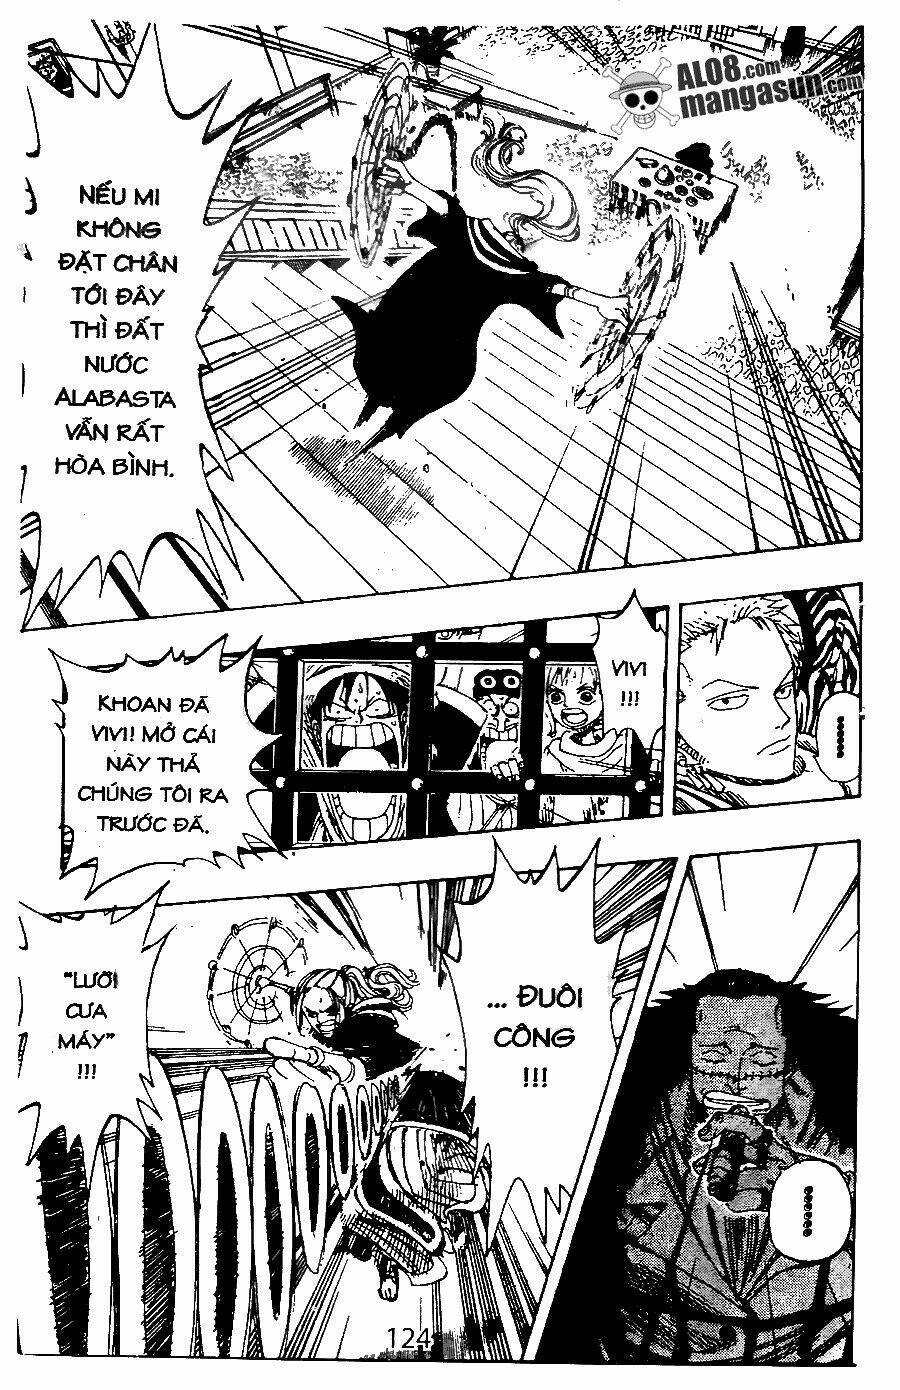 AL08.com
mangasun.com
NẾU MI
KHÔNG
ĐẶT CHÂN
TỚI ĐÂY
THÌ ĐẤT
NƯỚC
ALABASTA
VẪN RẤT
HÒA BÌNH.
VIVI
!!!
KHOAN ĐÃ
VIVI! MỞ CÁI
NÀY THẢ
CHÚNG TÔI RA
TRƯỚC ĐÃ.
... ĐUÔI
CÔNG
!!!
"LƯỠI
CƯA
MÁY"
!!!
124